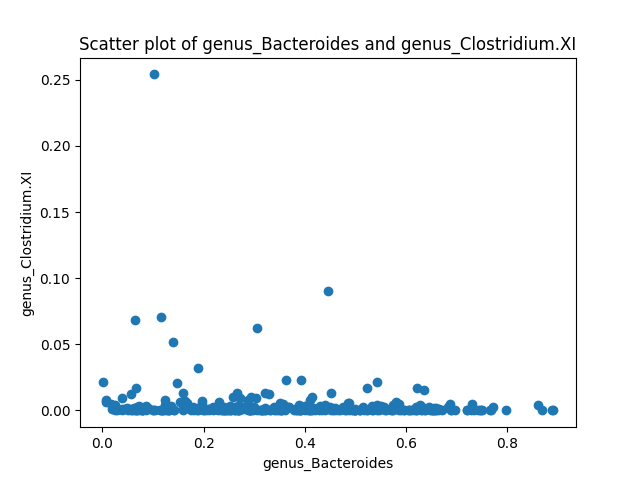 Scatter plot of genus_Bacteroides and genus_Clostridium.XI
0.25
0.20
0.15
0.10
0.05
0.00
genus_Clostridium.XI
0.0 0.2 0.4 0.6 0.8
genus_Bacteroides